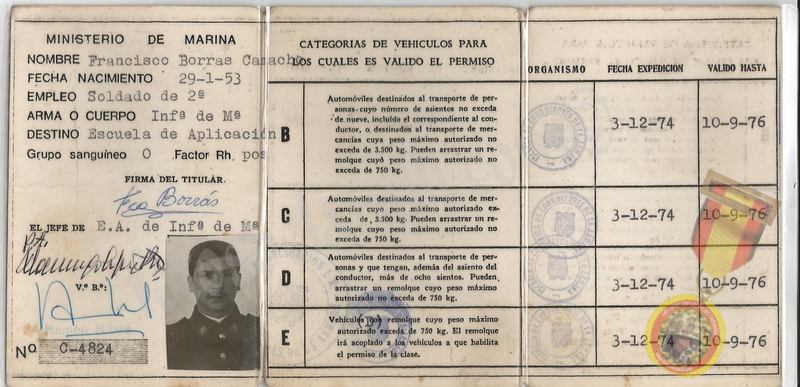 MINISTERIO DE MARINA
NOMBRE Francisco Borras Camacho
FECHA NACIMIENTO 29-1-53
EMPLEO Soldado de 2ª
ARMA O CUERPO Infª de Mª
DESTINO Escuela de Aplicación
Grupo sanguíneo O Factor Rh. pos
FIRMA DEL TITULAR.
Fco Borrás
EL JEFE DE E.A. de Infª de Mª
P.A.
V.º B.º:
Nº C-4824
CATEGORIAS DE VEHICULOS PARA
LOS CUALES ES VALIDO EL PERMISO
ORGANISMO FECHA EXPEDICION VALIDO HASTA
B
Automóviles destinados al transporte de per-
sonas cuyo número de asientos no exceda
de nueve, incluído el correspondiente al
conductor, o destinados al transporte de mer-
cancías cuyo peso máximo autorizado no
exceda de 3.500 kg. Pueden arrastrar un
remolque cuyo peso máximo autorizado no
exceda de 750 kg.
3-12-74 10-9-76
C
Automóviles destinados al transporte de mer-
cancías cuyo peso máximo autorizado exce-
da de 3.500 kg. Pueden arrastrar un re-
molque cuyo peso máximo autorizado no
exceda de 750 kg.
3-12-74 10-9-76
D
Automóviles destinados al transporte de per-
sonas y que tengan, además del asiento del
conductor, más de ocho asientos. Pueden,
arrastrar un remolque cuyo peso máximo
autorizado no exceda de 750 kg.
3-12-74 10-9-76
E
Vehículos con remolque cuyo peso máximo
autorizado exceda de 750 kg. El remolque
irá acoplado a los vehículos a que habilita
el permiso de la clase.
(D)
3-12-74 10-9-76